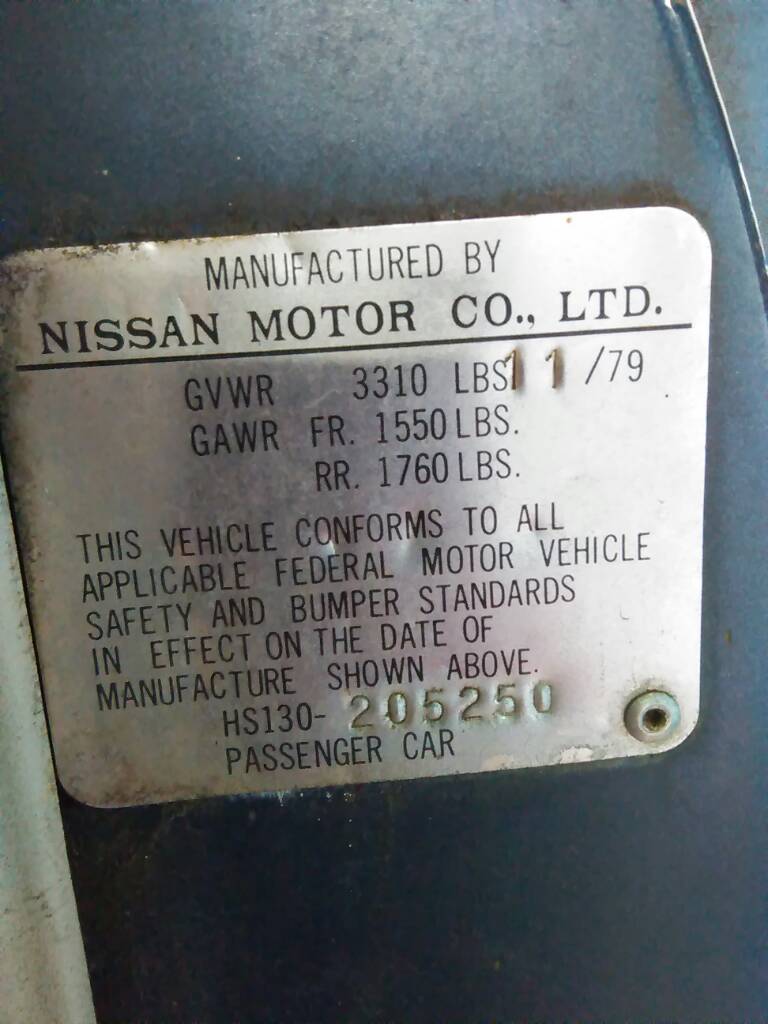 MANUFACTURED BY
NISSAN MOTOR CO., LTD.
GVWR 3310 LBS 11/79
GAWR FR. 1550 LBS.
RR. 1760 LBS.
THIS VEHICLE CONFORMS TO ALL
APPLICABLE FEDERAL MOTOR VEHICLE
SAFETY AND BUMPER STANDARDS
IN EFFECT ON THE DATE OF
MANUFACTURE SHOWN ABOVE.
HS130-205250
PASSENGER CAR